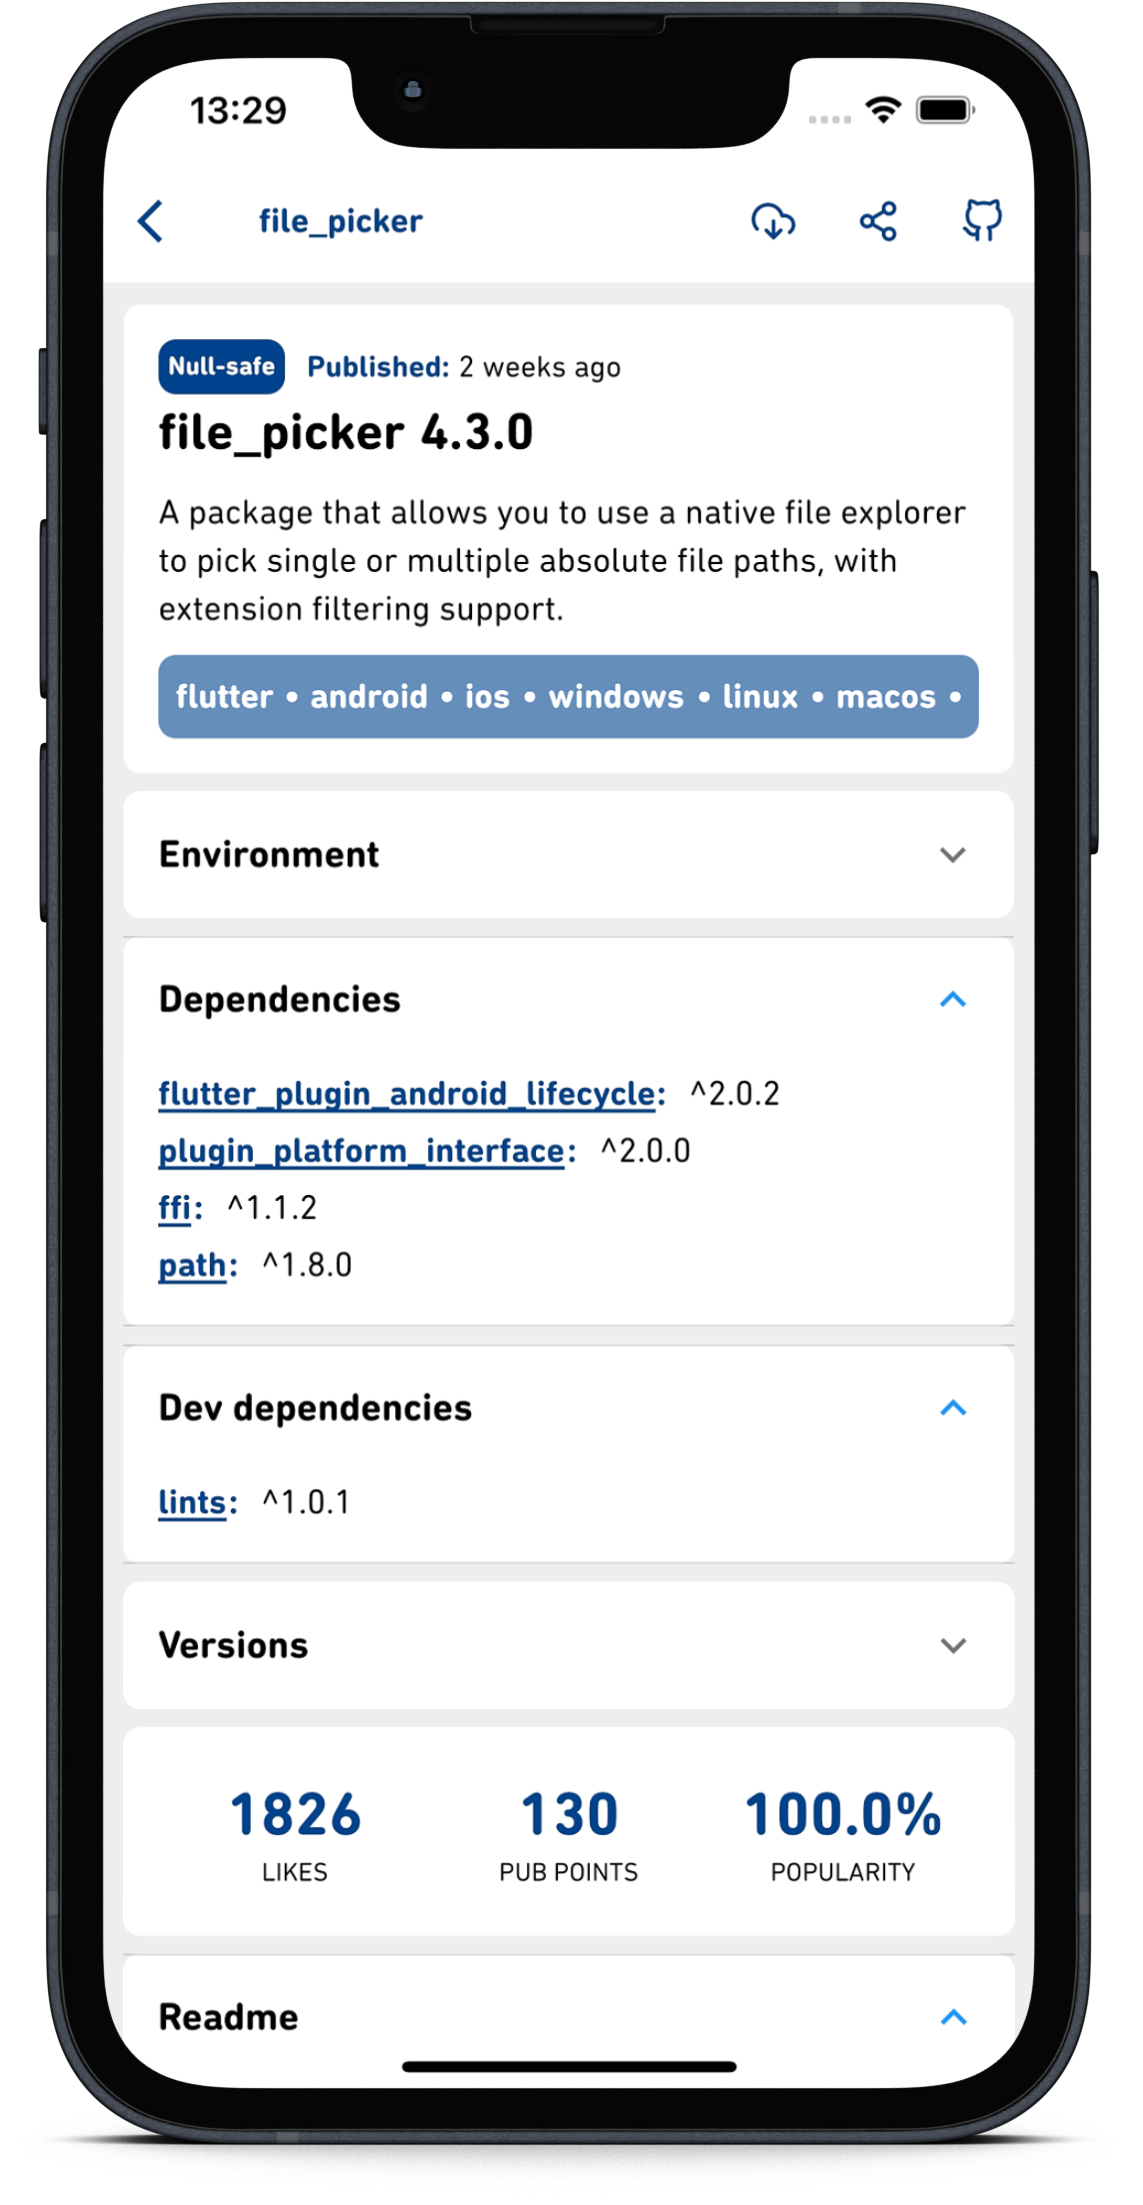 13:29
file_picker
Null-safe Published: 2 weeks ago
file_picker 4.3.0
A package that allows you to use a native file explorer
to pick single or multiple absolute file paths, with
extension filtering support.
flutter • android • ios • windows • linux • macos •
Environment
Dependencies
flutter_plugin_android_lifecycle: ^2.0.2
plugin_platform_interface: ^2.0.0
ffi: ^1.1.2
path: ^1.8.0
Dev dependencies
lints: ^1.0.1
Versions
1826 130 100.0%
LIKES PUB POINTS POPULARITY
Readme